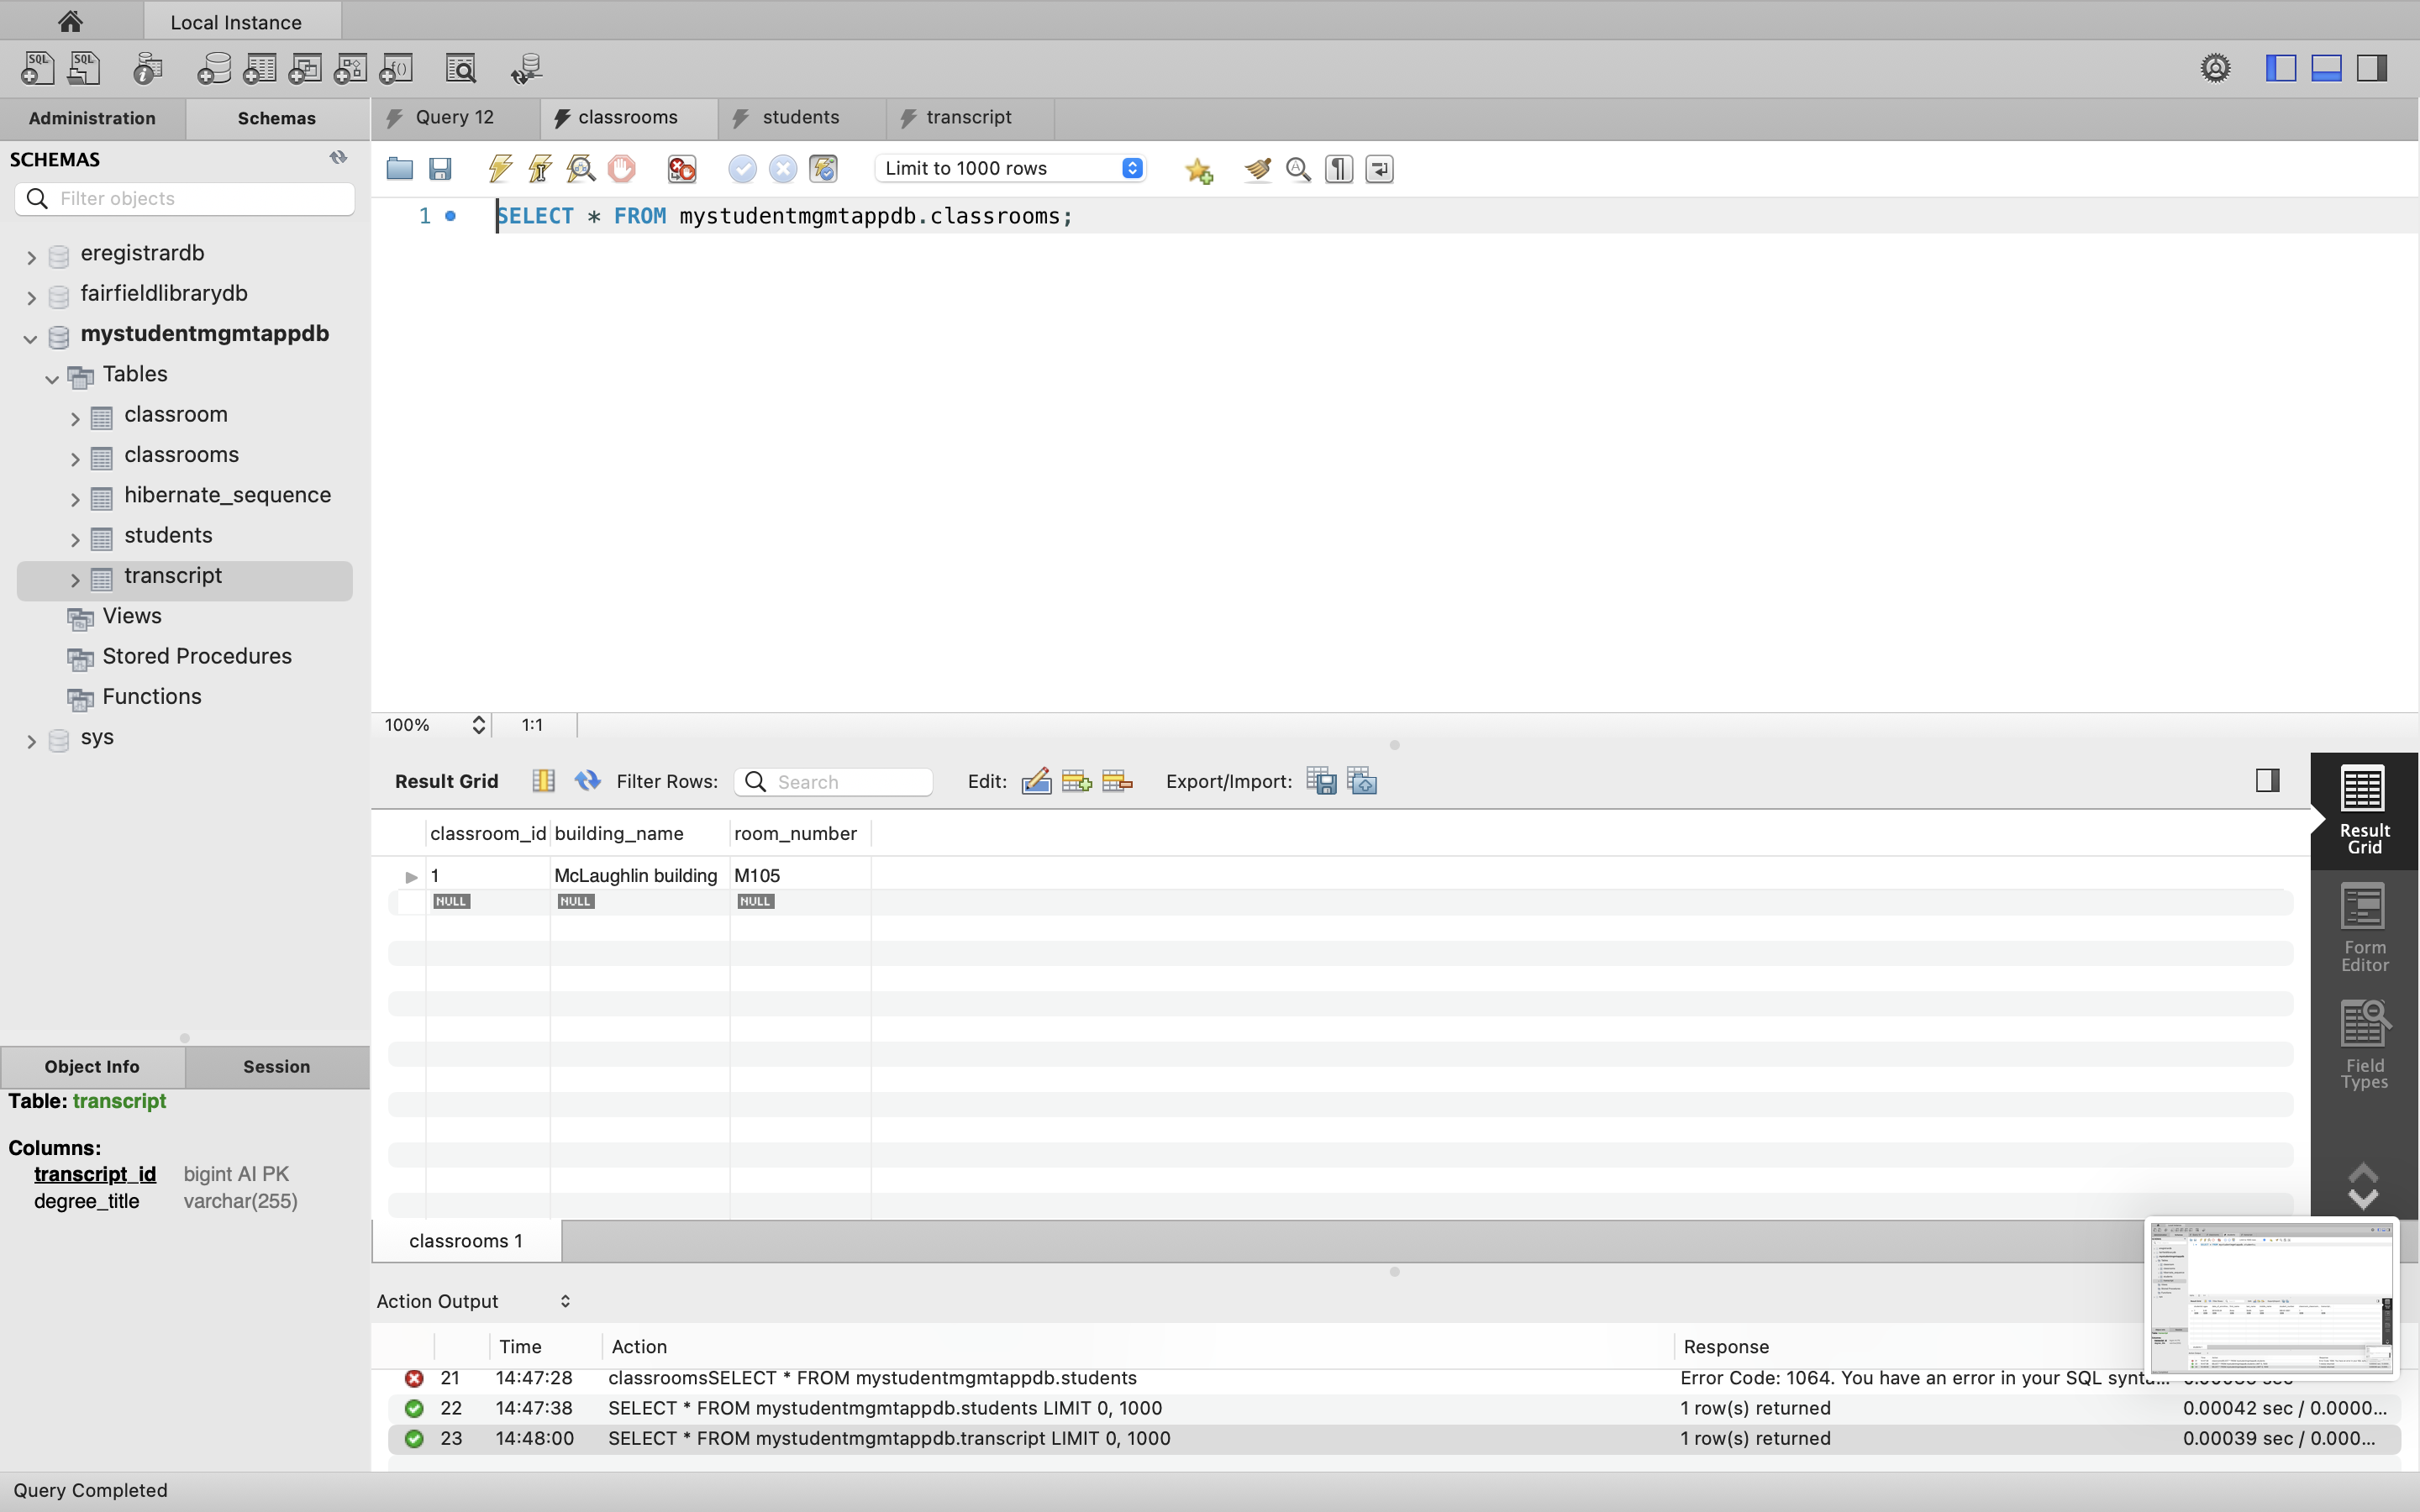 Local Instance
SQL SQL
Administration Schemas
Query 12 classrooms students transcript
SCHEMAS
Filter objects
Limit to 1000 rows
1 SELECT * FROM mystudentmgmtappdb.classrooms;
eregistrardb
fairfieldlibrarydb
mystudentmgmtappdb
Tables
classroom
classrooms
hibernate_sequence
students
transcript
Views
Stored Procedures
Functions
sys
100% 1:1
Result Grid Filter Rows: Search Edit: Export/Import:
classroom_id building_name room_number
1 McLaughlin building M105
NULL NULL NULL
Result
Grid
Form
Editor
Field
Types
Object Info Session
Table: transcript
Columns:
transcript_id bigint AI PK
degree_title varchar(255)
classrooms 1
Action Output
Time Action Response
21 14:47:28 classroomsSELECT * FROM mystudentmgmtappdb.students Error Code: 1064. You have an error in your SQL synta...
22 14:47:38 SELECT * FROM mystudentmgmtappdb.students LIMIT 0, 1000 1 row(s) returned 0.00042 sec / 0.0000...
23 14:48:00 SELECT * FROM mystudentmgmtappdb.transcript LIMIT 0, 1000 1 row(s) returned 0.00039 sec / 0.000...
Query Completed